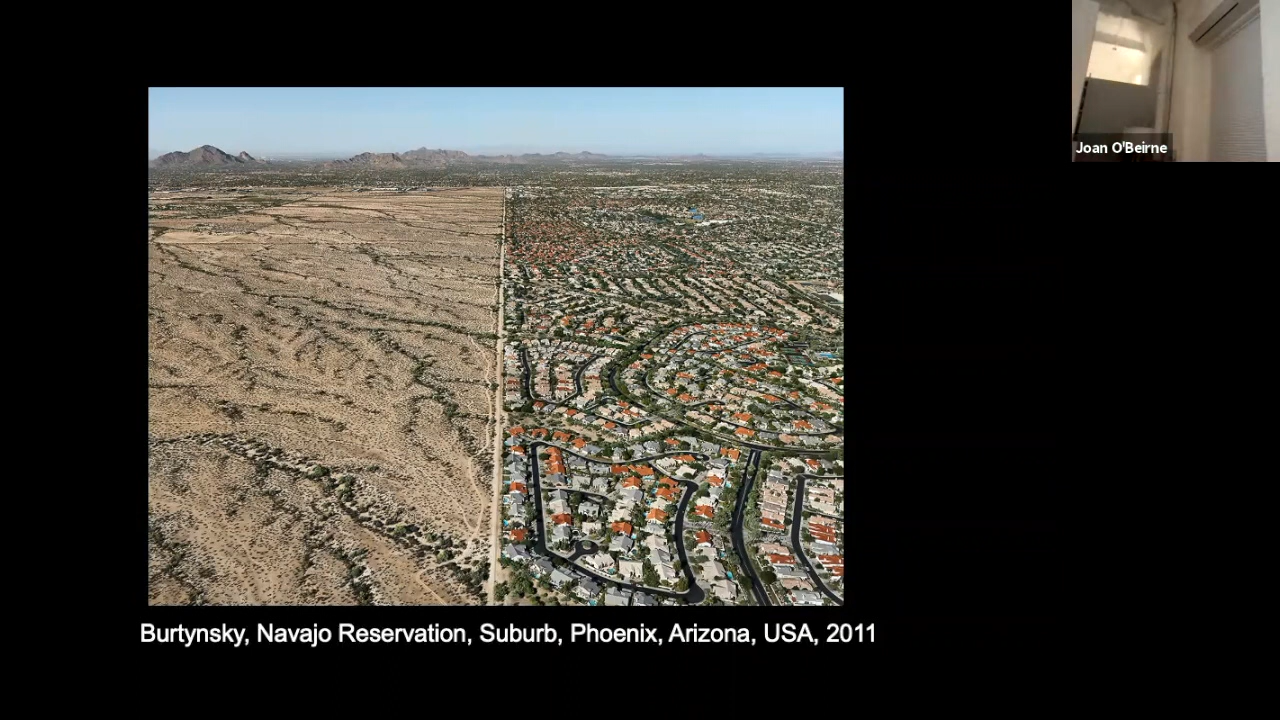 Joan O'Beirne
Burtynsky, Navajo Reservation, Suburb, Phoenix, Arizona, USA, 2011